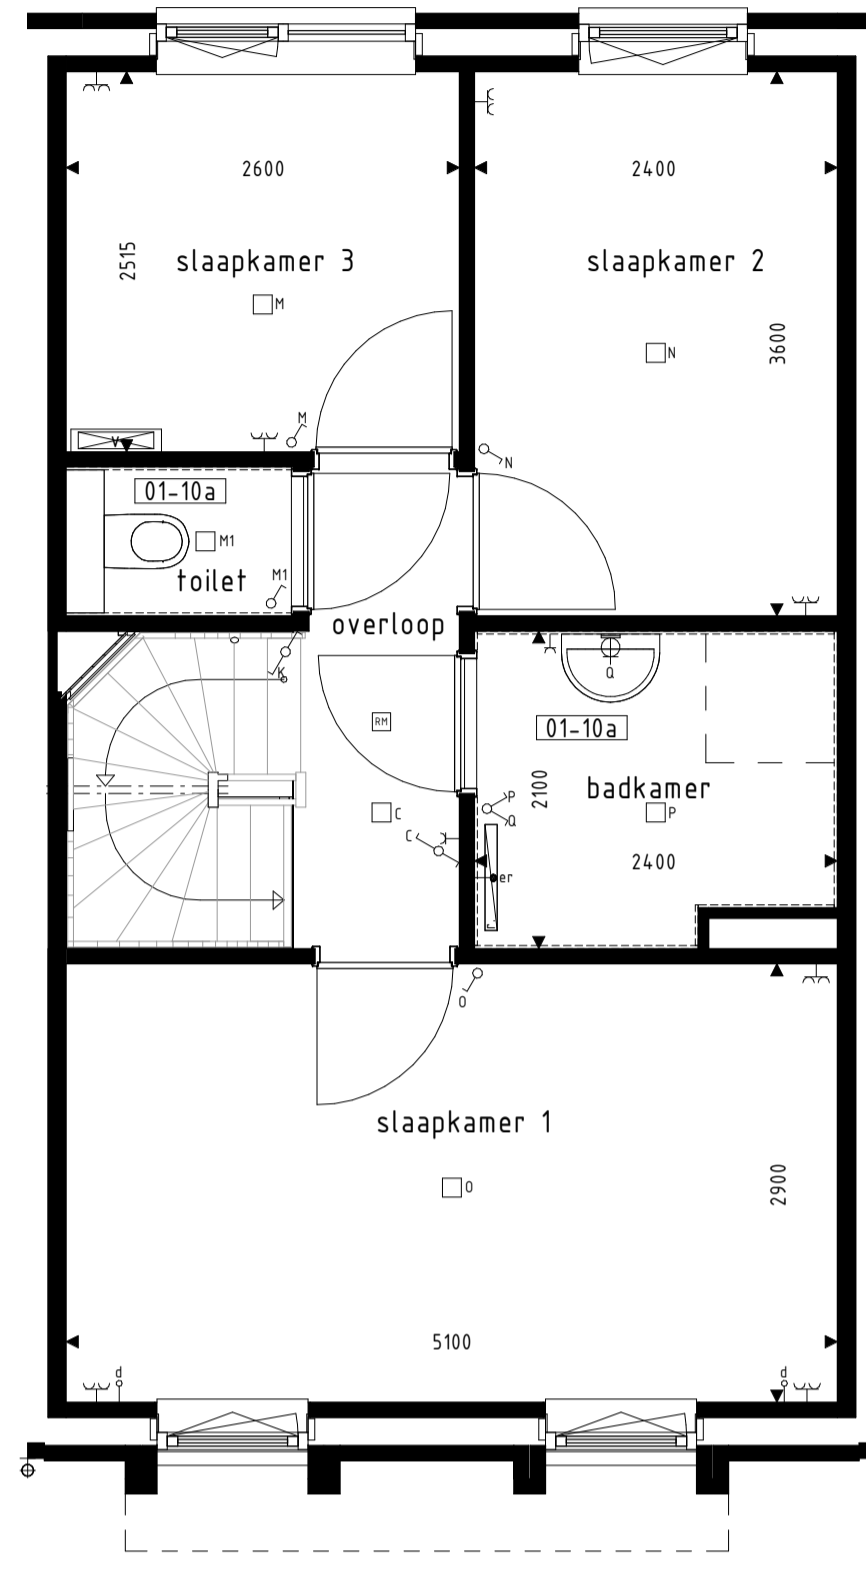 2600
2400
2515
slaapkamer 3
slaapkamer 2
M
3600
N
M
N
V
01-10a
M1
toilet
M1
overloop
K
Q
RM
01-10a
2100
badkamer
P
C
P
Q
C
2400
er
O
slaapkamer 1
2900
O
5100
d
d